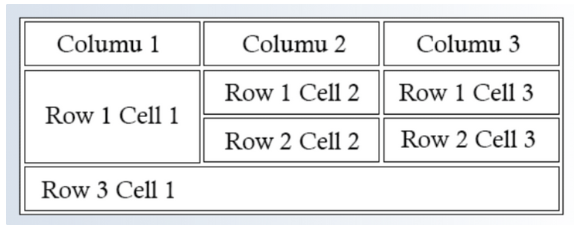 Columu 1 Columu 2 Columu 3
Row 1 Cell 1 Row 1 Cell 2 Row 1 Cell 3
Row 2 Cell 2 Row 2 Cell 3
Row 3 Cell 1